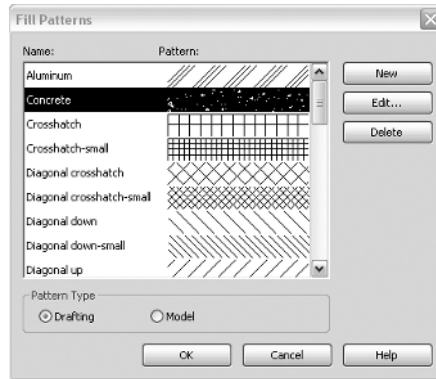 Fill Patterns
Name: Pattern:
Aluminum
Concrete
Crosshatch
Crosshatch-small
Diagonal crosshatch
Diagonal crosshatch-small
Diagonal down
Diagonal down-small
Diagonal up
New
Edit...
Delete
Pattern Type
Drafting Model
OK Cancel Help